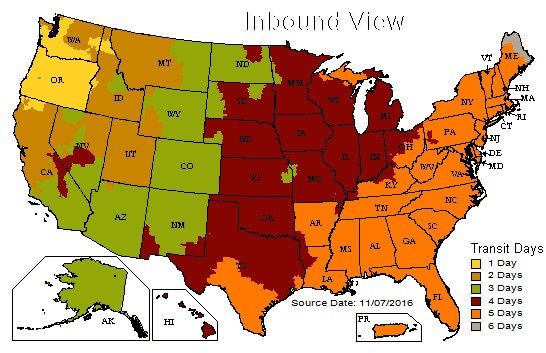 Inbound View
WA
OR
CA
NV
ID
MT
WY
UT
AZ
CO
NM
ND
SD
NE
KS
OK
TX
MN
IA
MO
AR
LA
WI
IL
MS
MI
IN
OH
KY
TN
AL
GA
FL
SC
NC
VA
WV
PA
NY
VT
ME
NH
MA
RI
CT
NJ
DE
MD
AK
HI
PR
Source Date: 11/07/2016
Transit Days
1 Day
2 Days
3 Days
4 Days
5 Days
6 Days